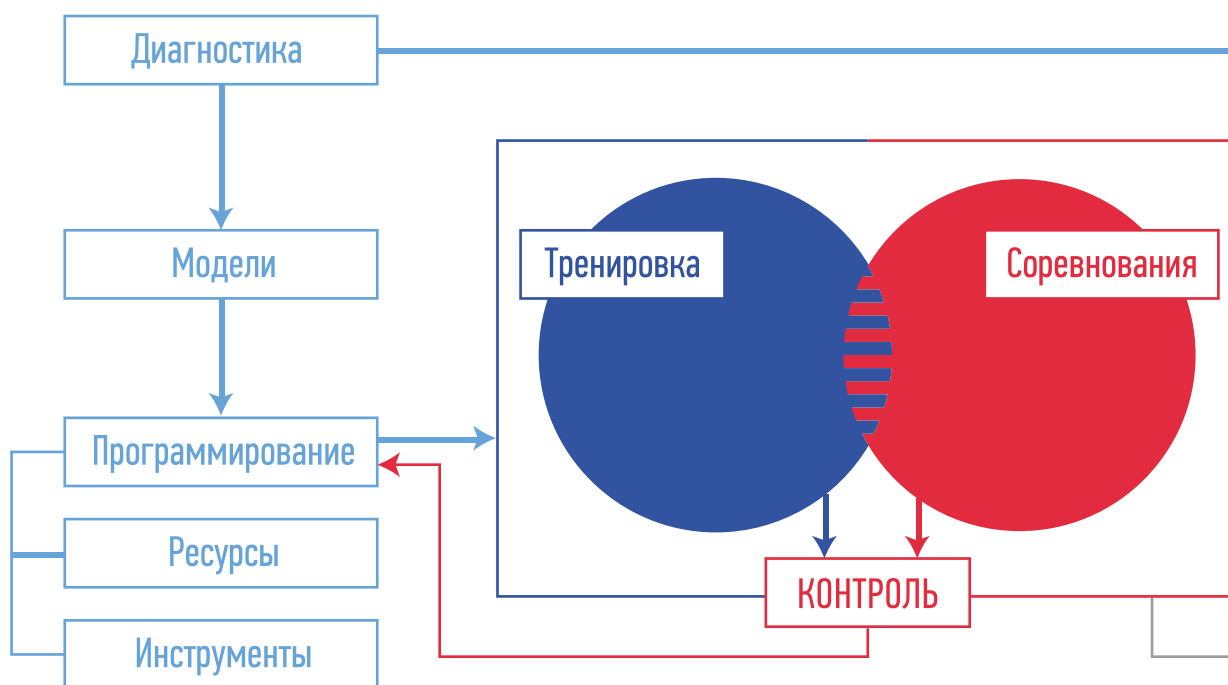 Диагностика
Модели
Тренировка
Соревнования
Программирование
Ресурсы
КОНТРОЛЬ
Инструменты